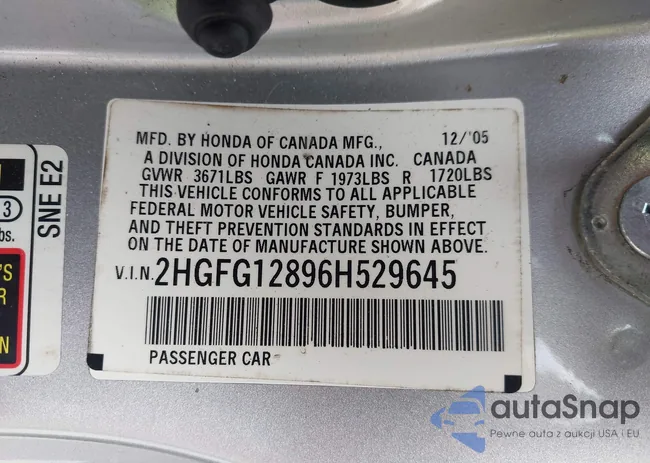 MFD. BY HONDA OF CANADA MFG., 12/'05
A DIVISION OF HONDA CANADA INC. CANADA
GVWR 3671LBS GAWR F 1973LBS R 1720LBS
THIS VEHICLE CONFORMS TO ALL APPLICABLE
FEDERAL MOTOR VEHICLE SAFETY, BUMPER,
AND THEFT PREVENTION STANDARDS IN EFFECT
ON THE DATE OF MANUFACTURE SHOWN ABOVE.
V.I.N. 2HGFG12896H529645
PASSENGER CAR
SNE E2
3
bs.
'S
R
N
autaSnap
Pewne auta z aukcji USA i EU